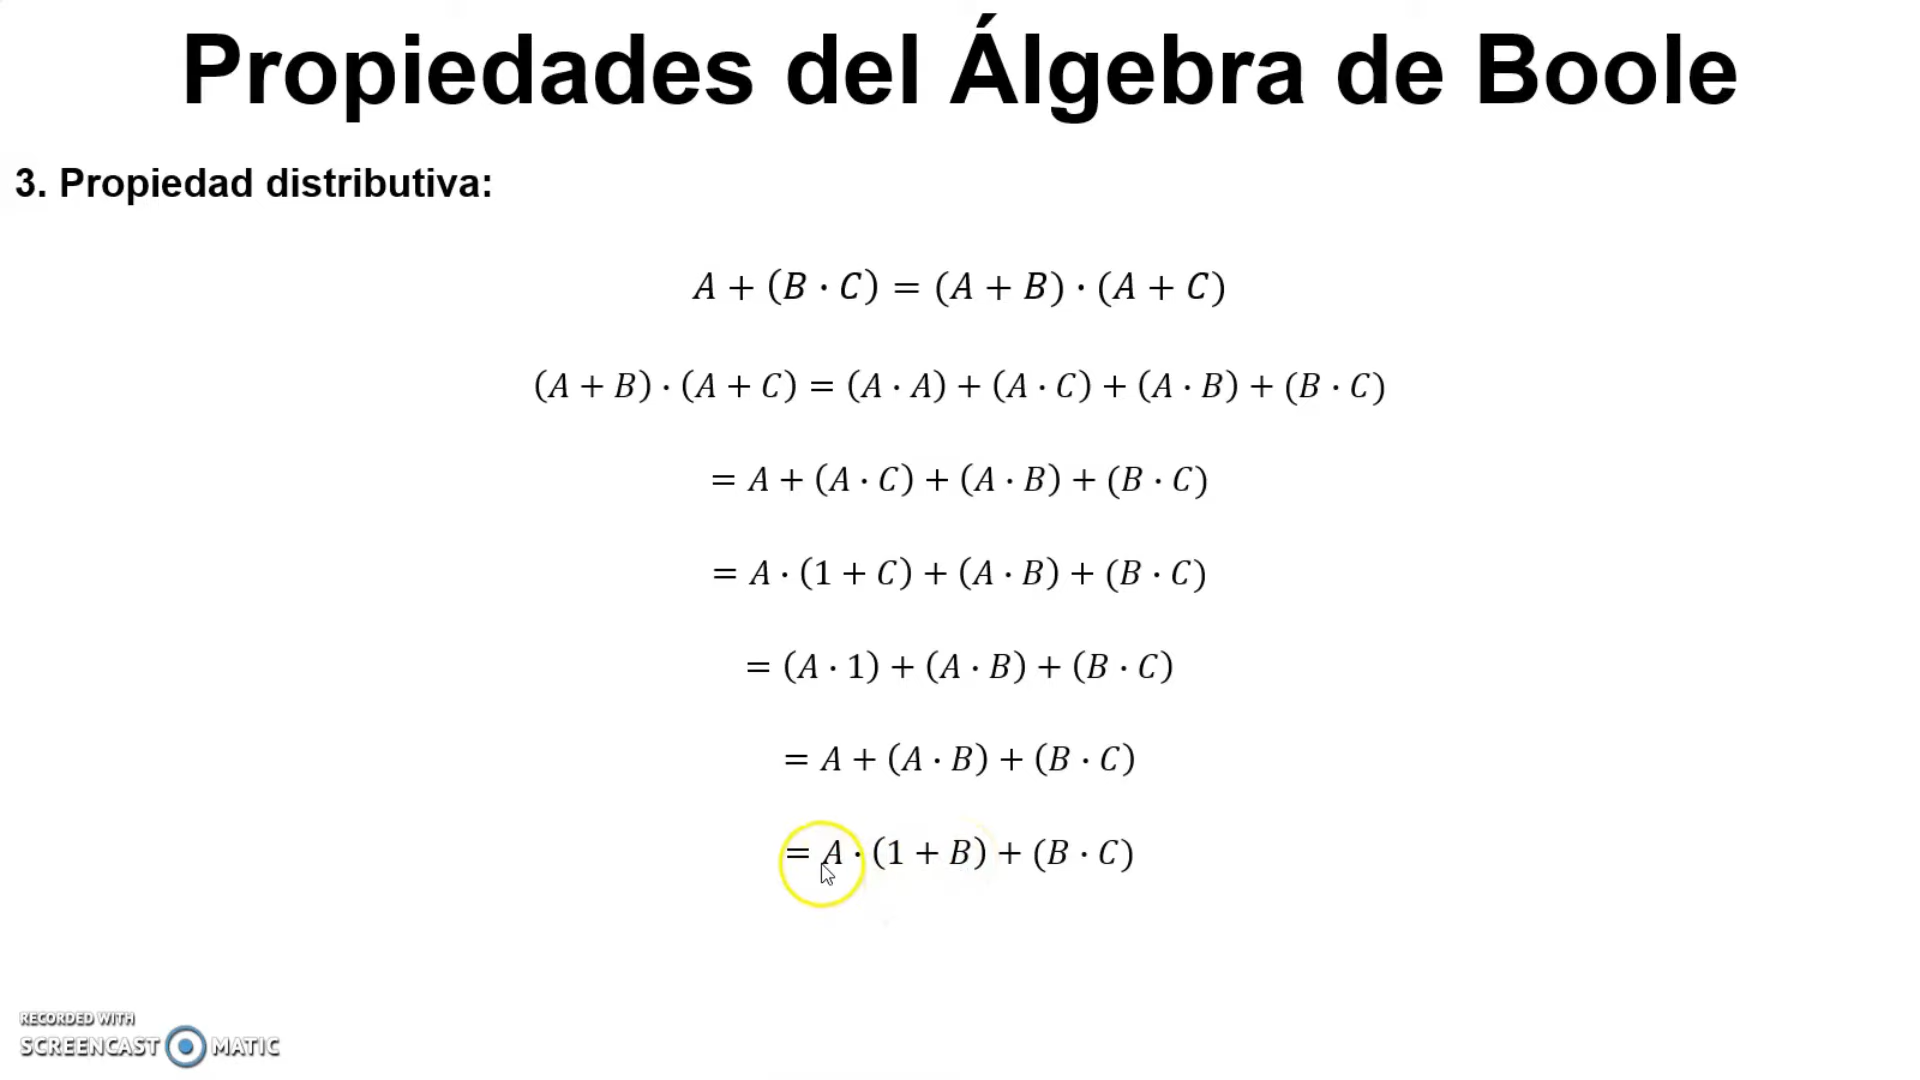 Propiedades del Álgebra de Boole
3. Propiedad distributiva:
A + (B · C) = (A + B) · (A + C)
(A + B) · (A + C) = (A · A) + (A · C) + (A · B) + (B · C)
= A + (A · C) + (A · B) + (B · C)
= A · (1 + C) + (A · B) + (B · C)
= (A · 1) + (A · B) + (B · C)
= A + (A · B) + (B · C)
= A · (1 + B) + (B · C)
RECORDED WITH
SCREENCAST MATIC